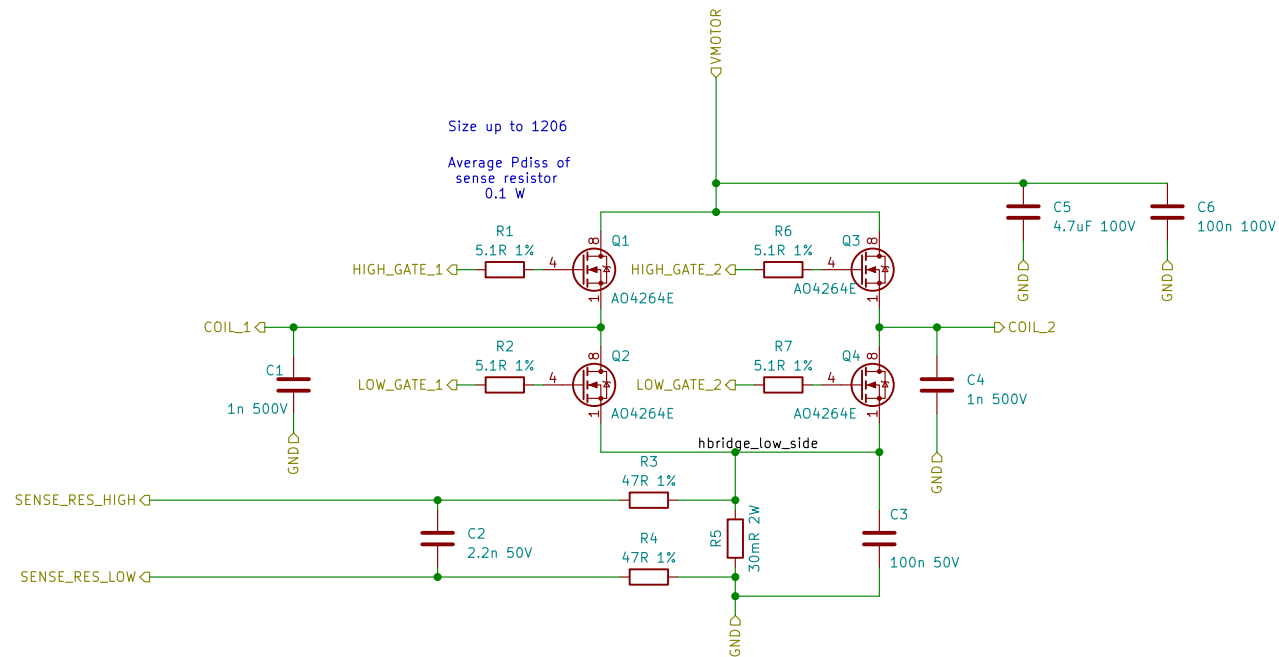 VMOTOR
Size up to 1206
Average Pdiss of
sense resistor
0.1 W
C5
4.7uF 100V
GND
C6
100n 100V
GND
R1
5.1R 1%
HIGH_GATE_1
4
8
Q1
1
AO4264E
R6
5.1R 1%
HIGH_GATE_2
4
8
Q3
1
AO4264E
COIL_1
COIL_2
C1
1n 500V
GND
R2
5.1R 1%
LOW_GATE_1
4
8
Q2
1
AO4264E
R7
5.1R 1%
LOW_GATE_2
4
8
Q4
1
AO4264E
C4
1n 500V
GND
hbridge_low_side
R3
47R 1%
SENSE_RES_HIGH
C2
2.2n 50V
R5
30mR 2W
C3
100n 50V
R4
47R 1%
SENSE_RES_LOW
GND